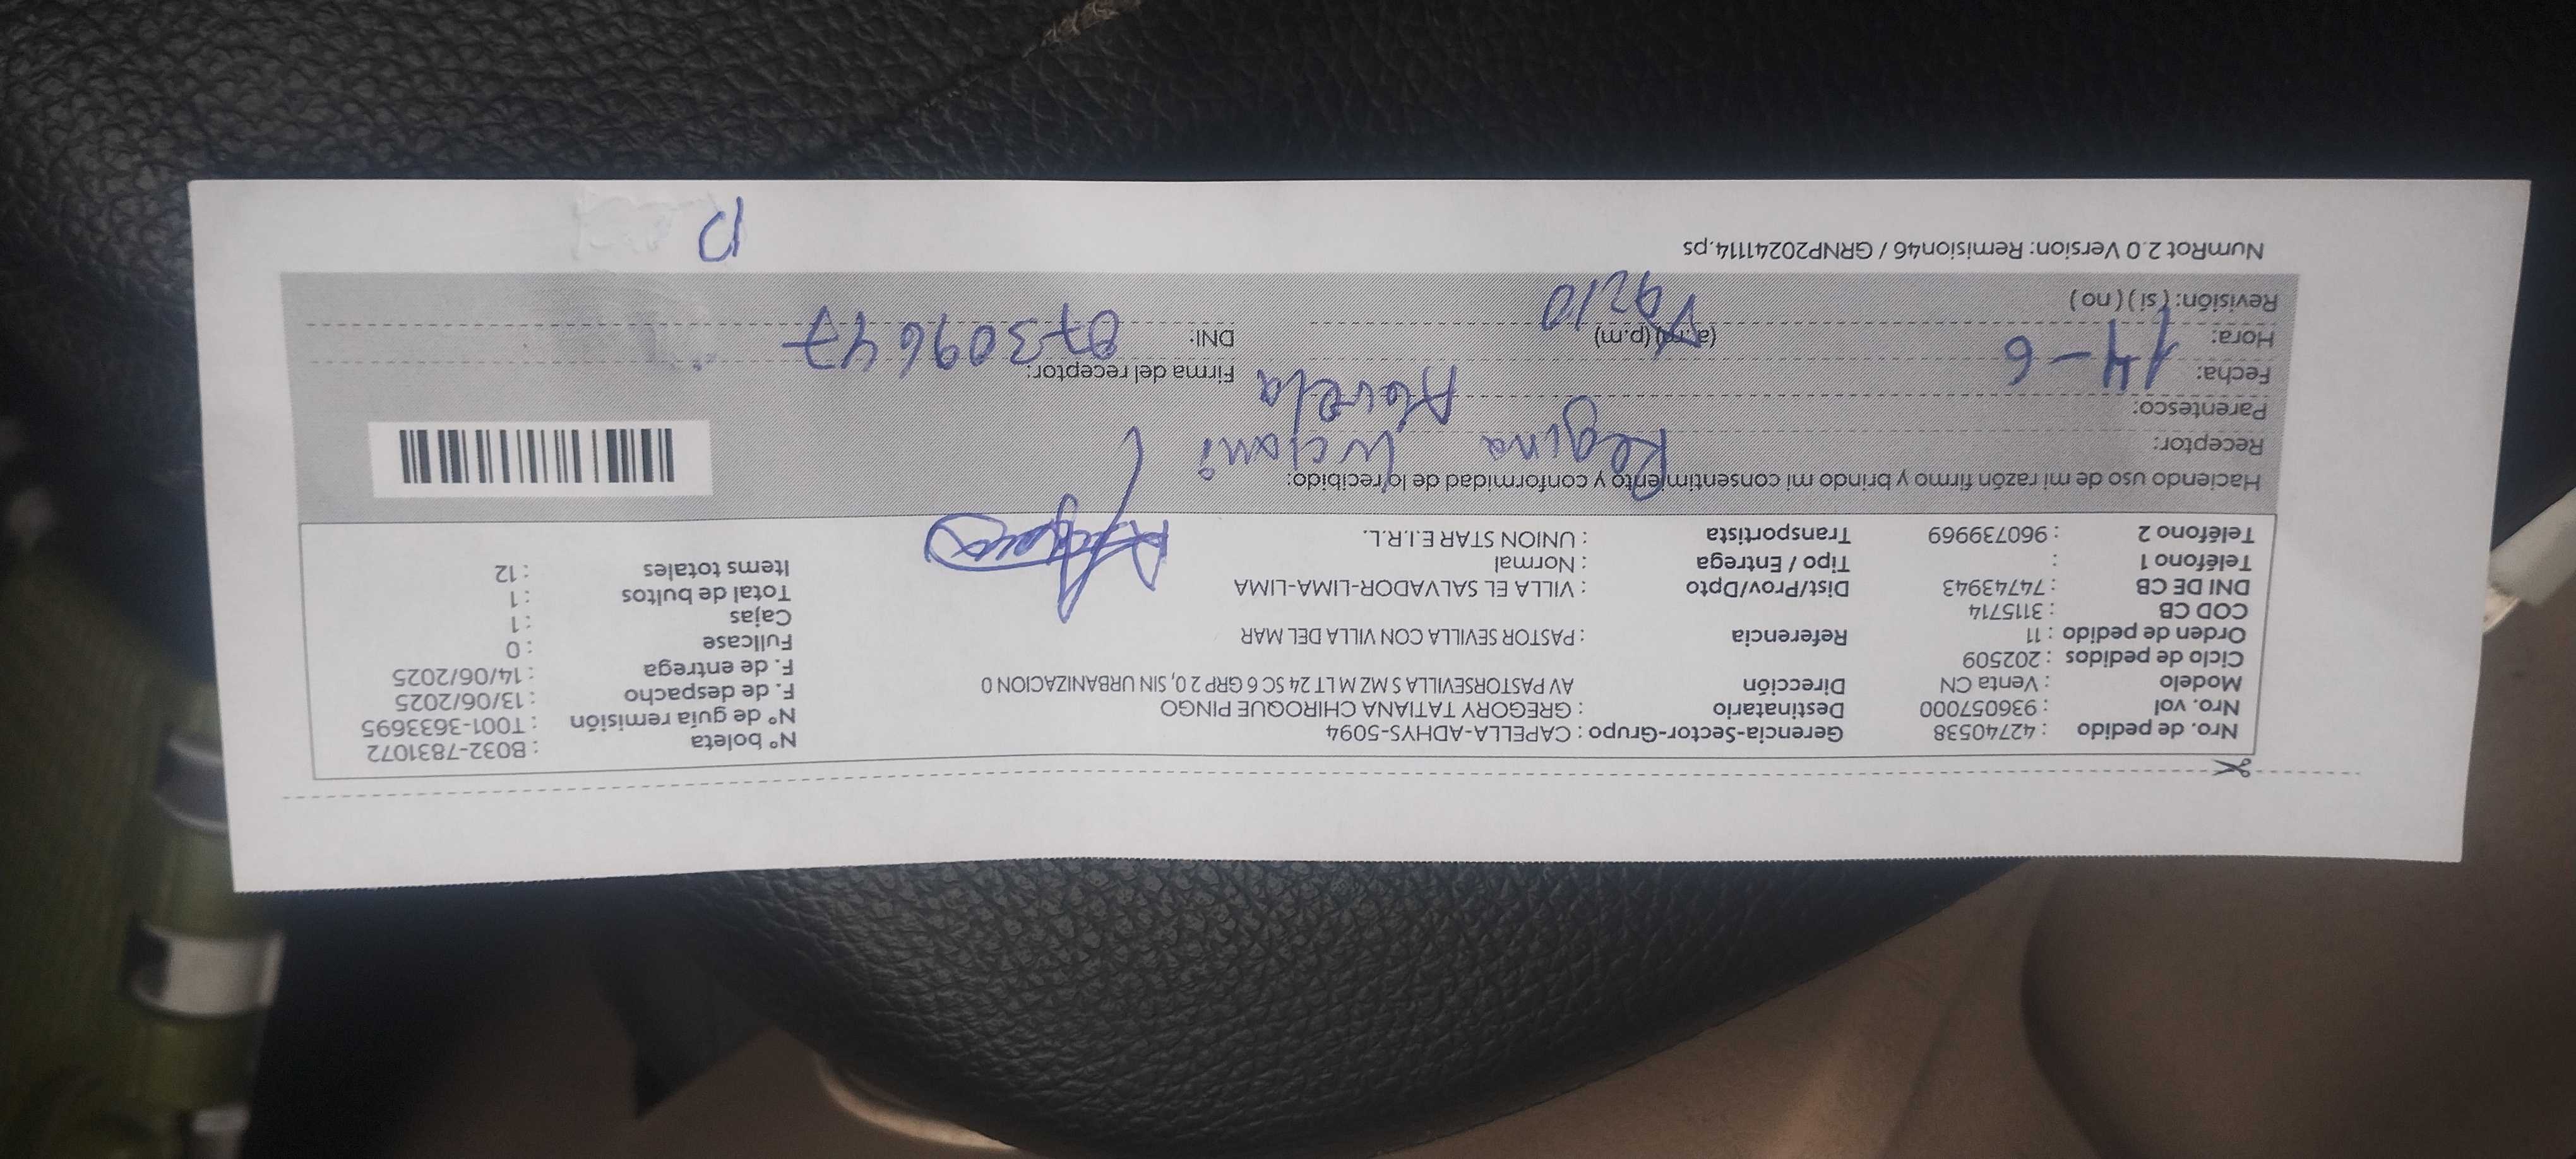 Nro. de pedido : 42740538 Gerencia-Sector-Grupo : CAPELLA-ADHYS-5094 N° boleta : B032-7831072
Nro. vol : 936057000 Destinatario : GREGORY TATIANA CHIROQUE PINGO N° de guía remisión : T001-3633695
Modelo : Venta CN Dirección AV PASTORSEVILLA S MZ M LT 24 SC 6 GRP 2 0, SIN URBANIZACION 0 F. de despacho : 13/06/2025
Ciclo de pedidos : 202509 F. de entrega : 14/06/2025
Orden de pedido : 11 Referencia : PASTOR SEVILLA CON VILLA DEL MAR Fullcase : 0
COD CB : 3115714 Cajas : 1
DNI DE CB : 74743943 Dist/Prov/Dpto : VILLA EL SALVADOR-LIMA-LIMA Total de bultos : 1
Teléfono 1 : Tipo / Entrega : Normal Items totales : 12
Teléfono 2 : 960739969 Transportista : UNION STAR E.I.R.L.
Haciendo uso de mi razón firmo y brindo mi consentimiento y conformidad de lo recibido:
Receptor: Regina
Parentesco: Abuela
Fecha: 14-6 Firma del receptor:
Hora: (a.m) (p.m) DNI: 07309647
Revisión: (si) (no)
NumRot 2.0 Version: Remision46 / GRNP20241114.ps